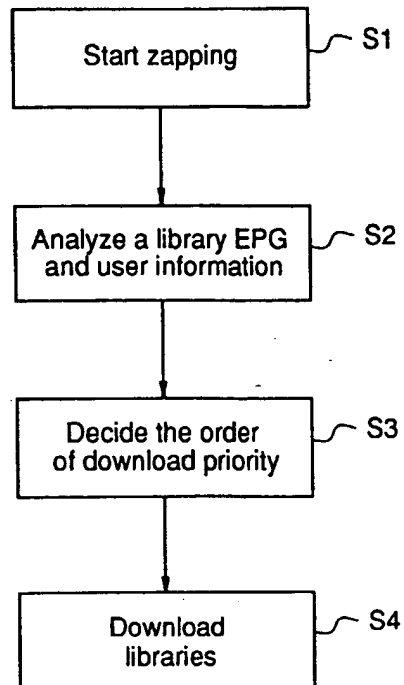 Start zapping
S1
Analyze a library EPG
and user information
S2
Decide the order
of download priority
S3
Download
libraries
S4